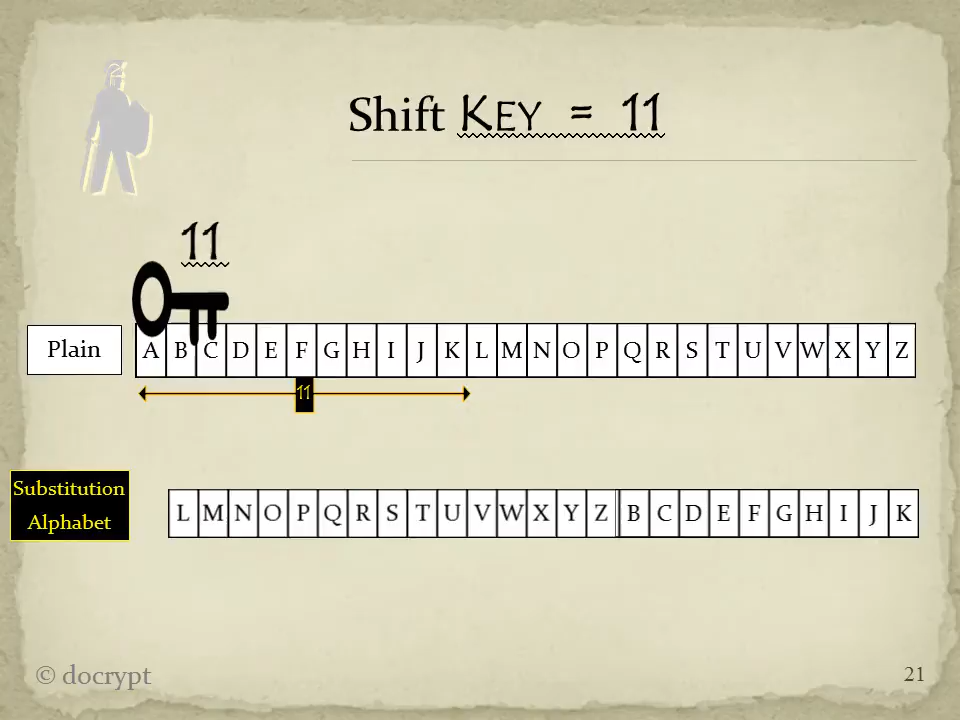 Shift KEY = 11
11
Plain A B C D E F G H I J K L M N O P Q R S T U V W X Y Z
11
Substitution
Alphabet
L M N O P Q R S T U V W X Y Z B C D E F G H I J K
© docrypt
21